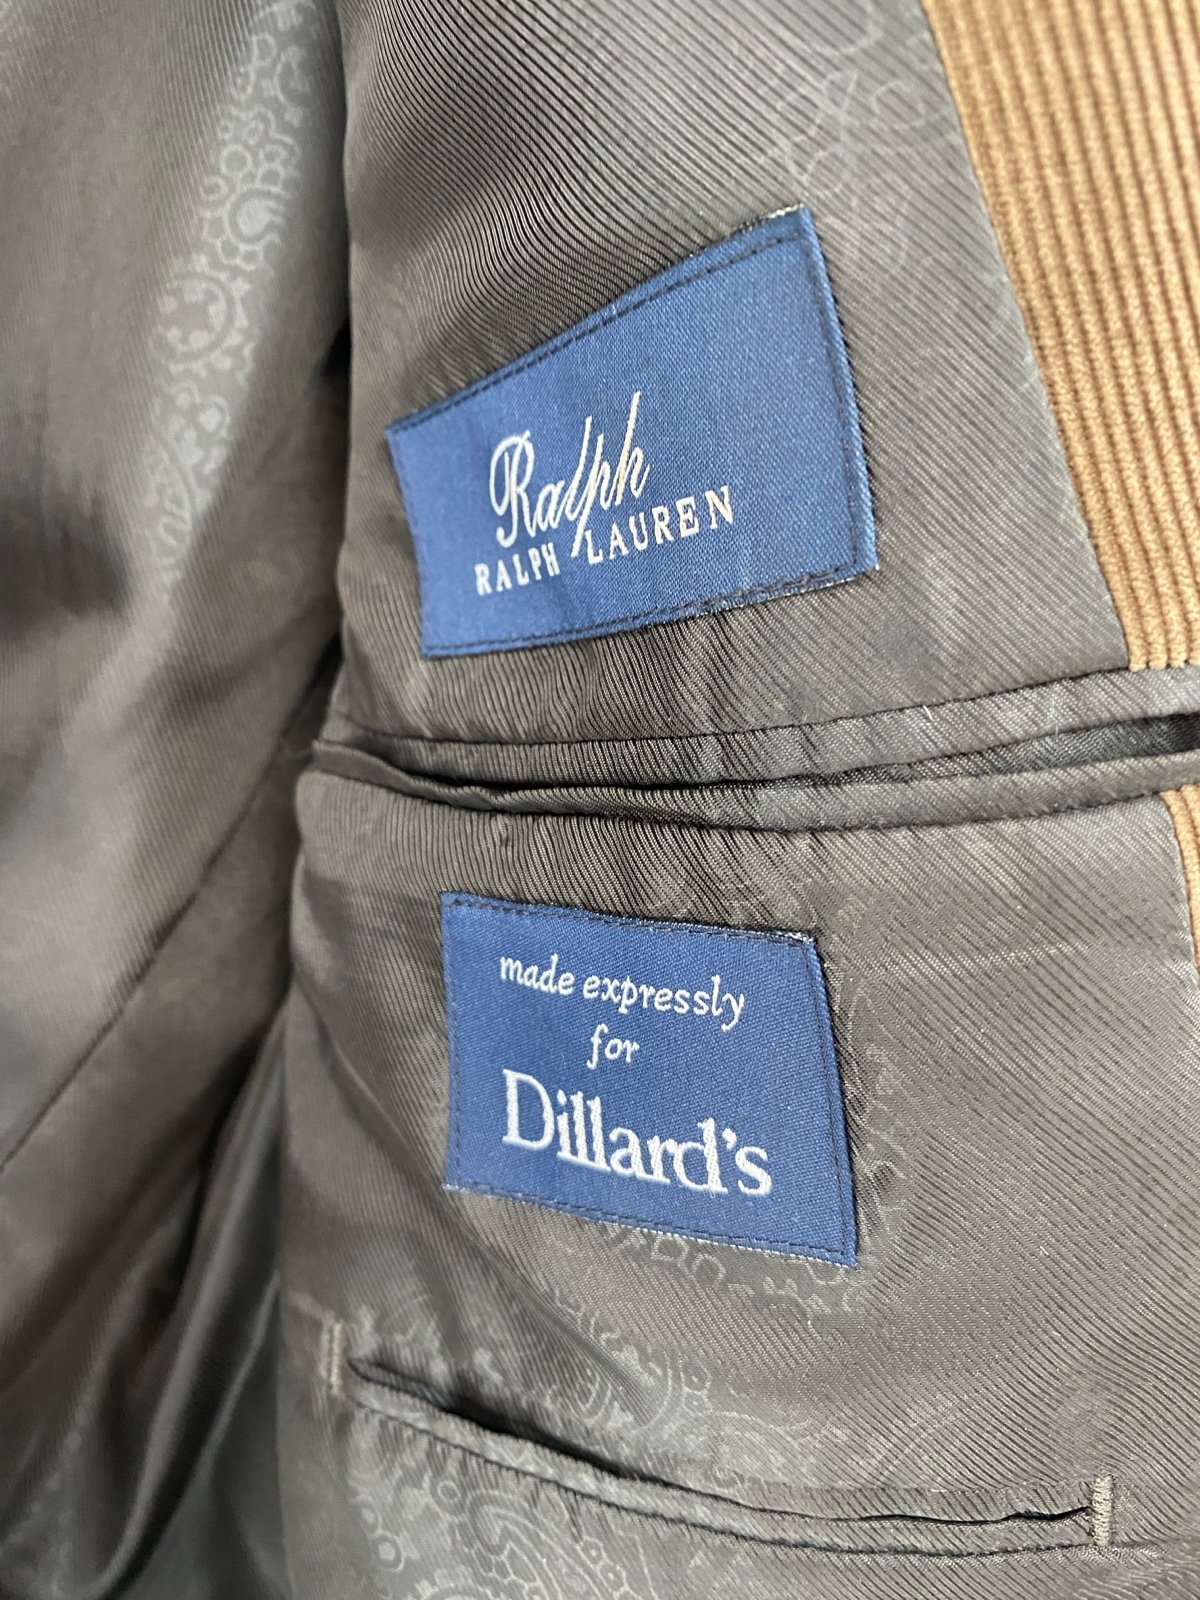 Ralph
RALPH LAUREN
made expressly
for
Dillard's